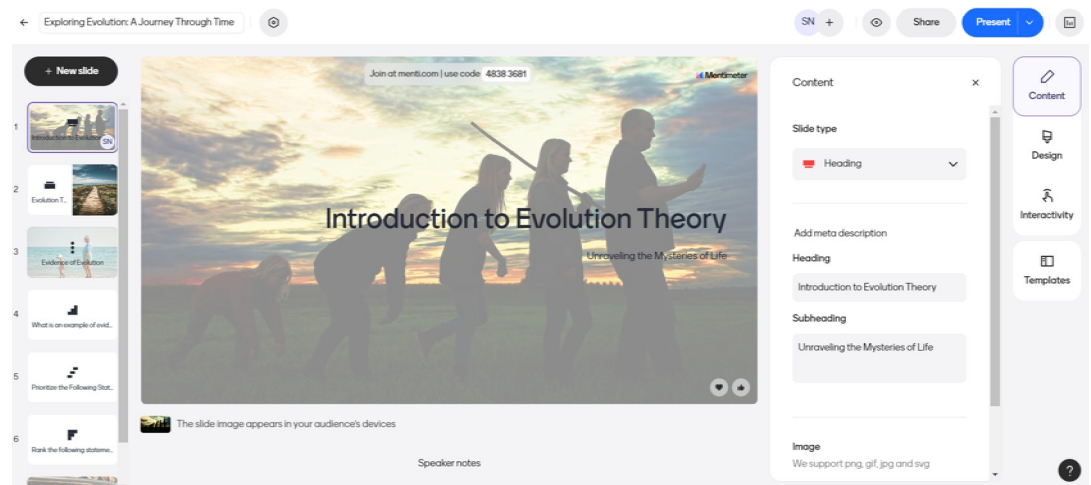 Exploring Evolution: A Journey Through Time
SN
Share
Present
+ New slide
1
Introduction to Evolution
SN
2
Evolution T...
3
Evidence of Evolution
4
What is an example of evid...
5
Prioritize the Following Stat...
6
Rank the following stateme...
Join at menti.com | use code 4838 3681
Mentimeter
Introduction to Evolution Theory
Unraveling the Mysteries of Life
The slide image appears in your audience's devices
Speaker notes
Content
Slide type
Heading
Add meta description
Heading
Introduction to Evolution Theory
Subheading
Unraveling the Mysteries of Life
Image
We support png, gif, jpg and svg
Content
Design
Interactivity
Templates
?